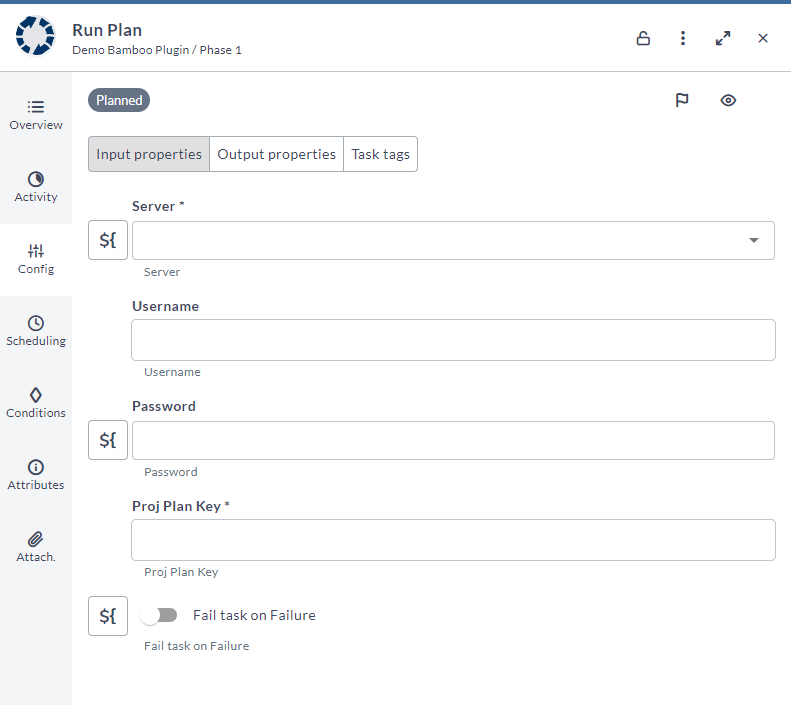 Run Plan
Demo Bamboo Plugin / Phase 1
Planned
Overview
Activity
Config
Scheduling
Conditions
Attributes
Attach.
Input properties Output properties Task tags
Server *
${
Server
Username
Username
Password
${
Password
Proj Plan Key *
Proj Plan Key
${ Fail task on Failure
Fail task on Failure